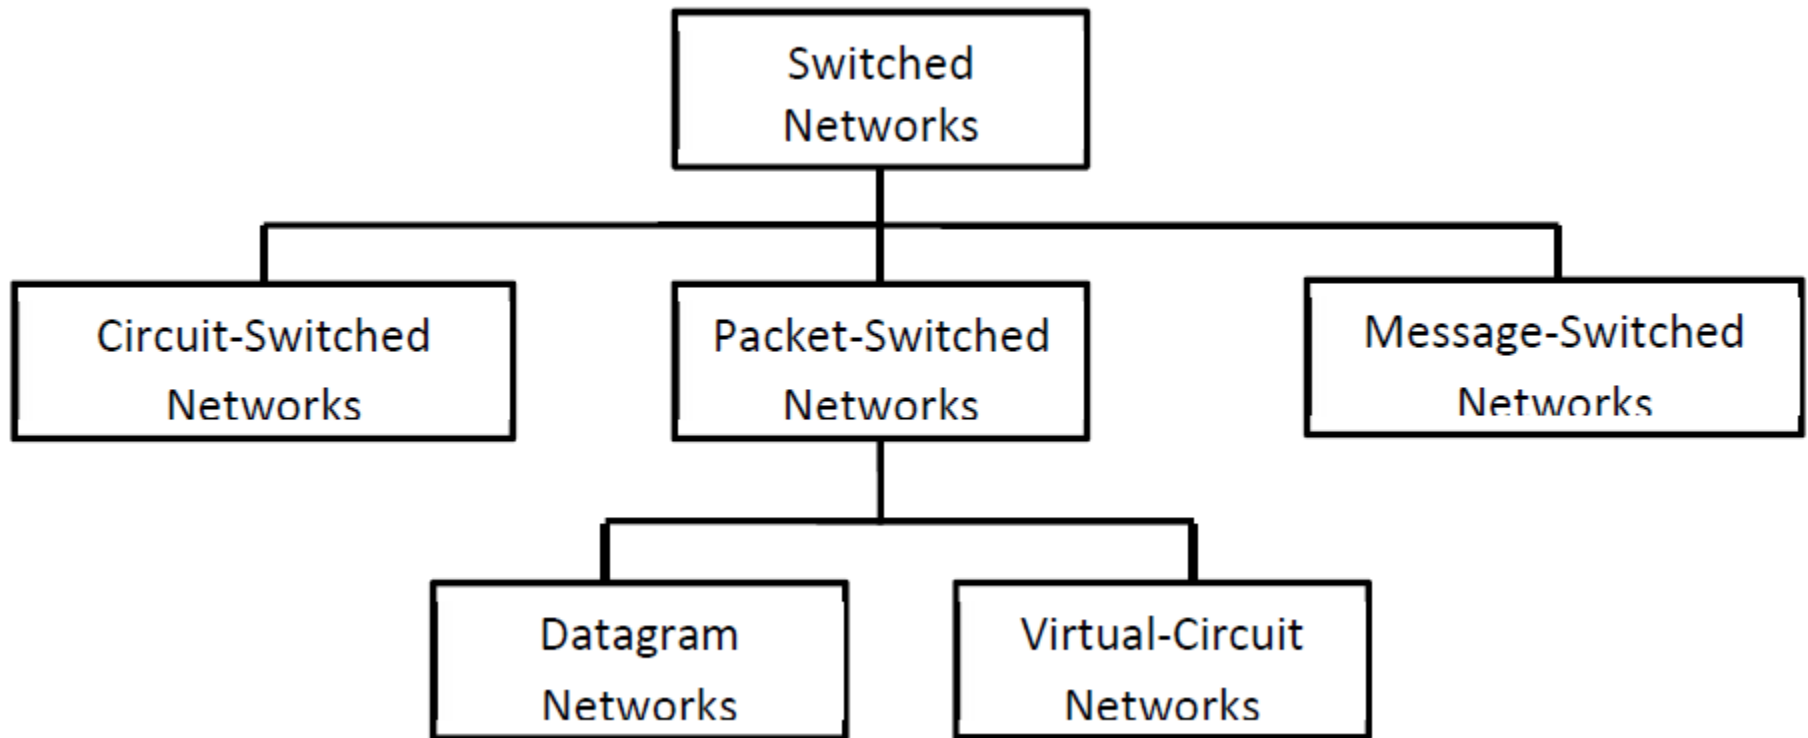 Switched
Networks
Circuit-Switched
Networks
Packet-Switched
Networks
Message-Switched
Networks
Datagram
Networks
Virtual-Circuit
Networks